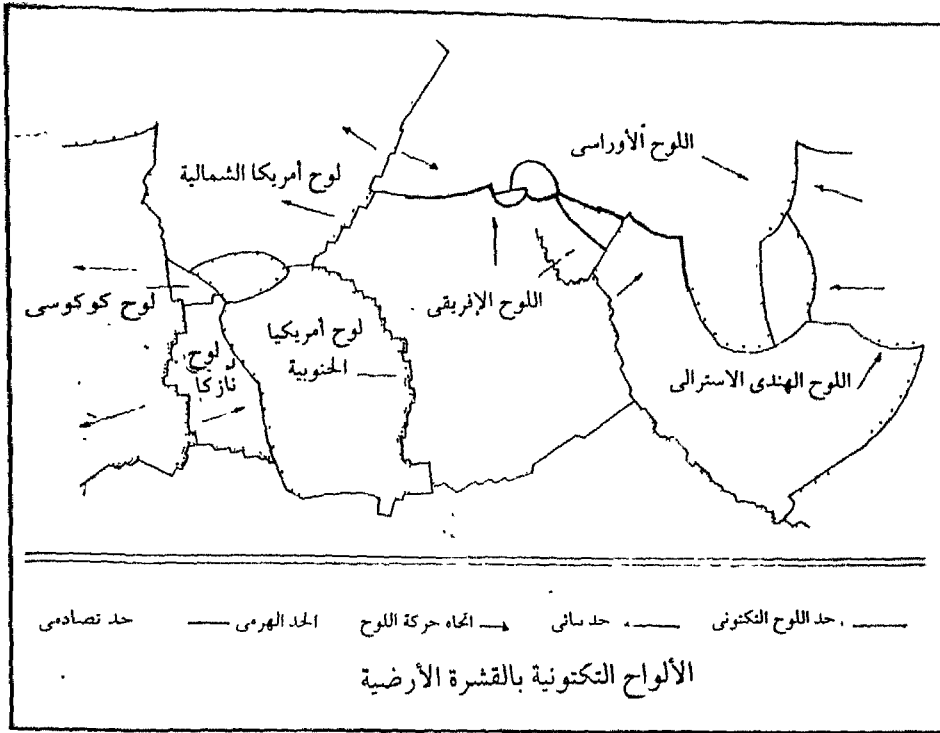 اللوح الأوراسى
لوح أمريكا الشمالية
لوح كوكوسى
اللوح الإفريقى
لوح أمريكيا
الجنوبية
لوح
نازكا
اللوح الهندى الاسترالى
حد اللوح التكتونى
حد بنائى
اتجاه حركة اللوح
الحد الهرمى
حد تصادمى
الألواح التكتونية بالقشرة الأرضية